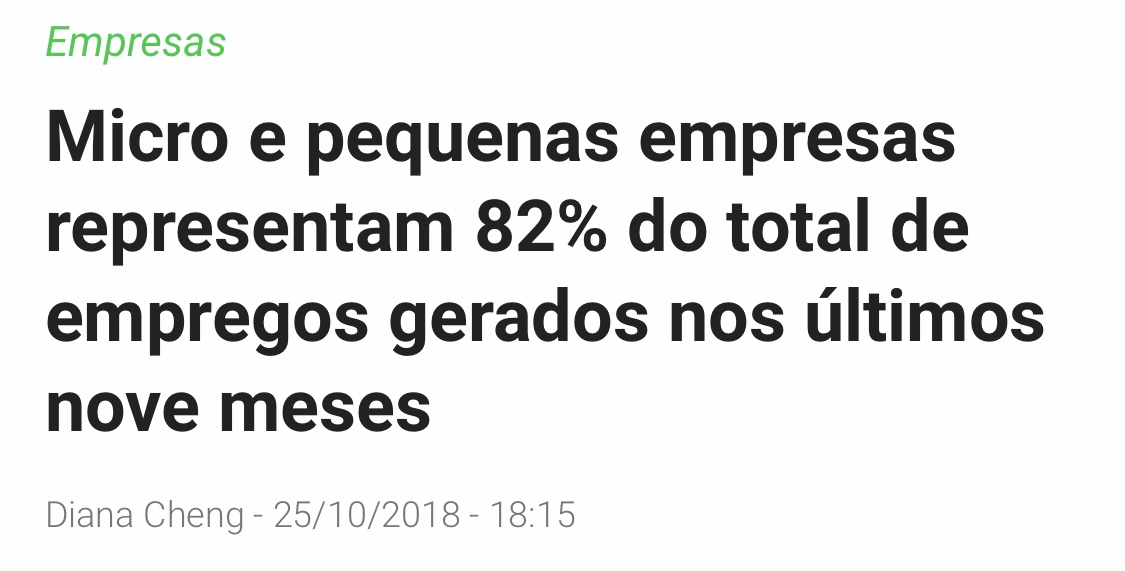 Empresas
Micro e pequenas empresas
representam 82% do total de
empregos gerados nos últimos
nove meses
Diana Cheng - 25/10/2018 - 18:15